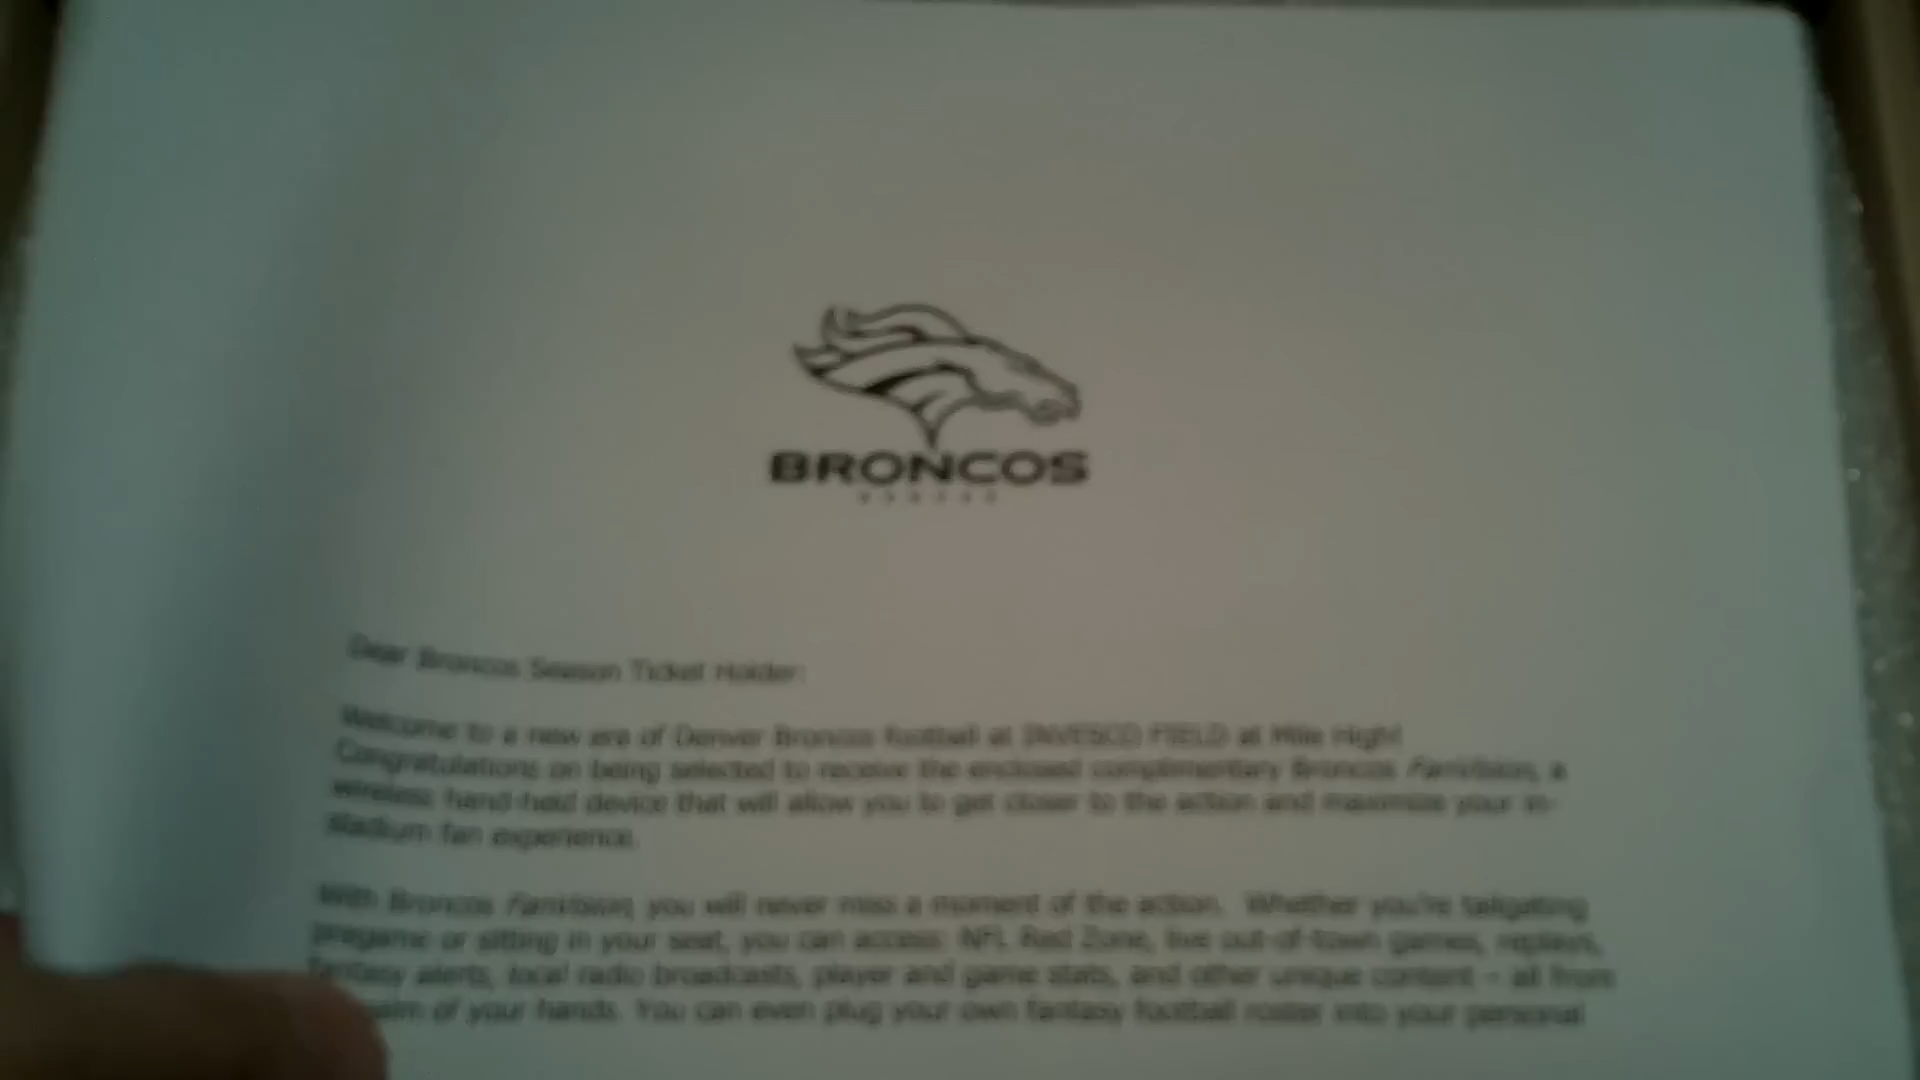 BRONCOS
DENVER
Dear Broncos Season Ticket Holder:
Welcome to a new era of Denver Broncos football at INVESCO FIELD at Mile High!
Congratulations on being selected to receive the enclosed complimentary Broncos FanVision, a
wireless hand-held device that will allow you to get closer to the action and maximize your in-
stadium fan experience.
With Broncos FanVision, you will never miss a moment of the action. Whether you're tailgating
pregame or sitting in your seat, you can access: NFL Red Zone, live out-of-town games, replays,
fantasy alerts, local radio broadcasts, player and game stats, and other unique content – all from
palm of your hands. You can even plug your own fantasy football roster into your personal